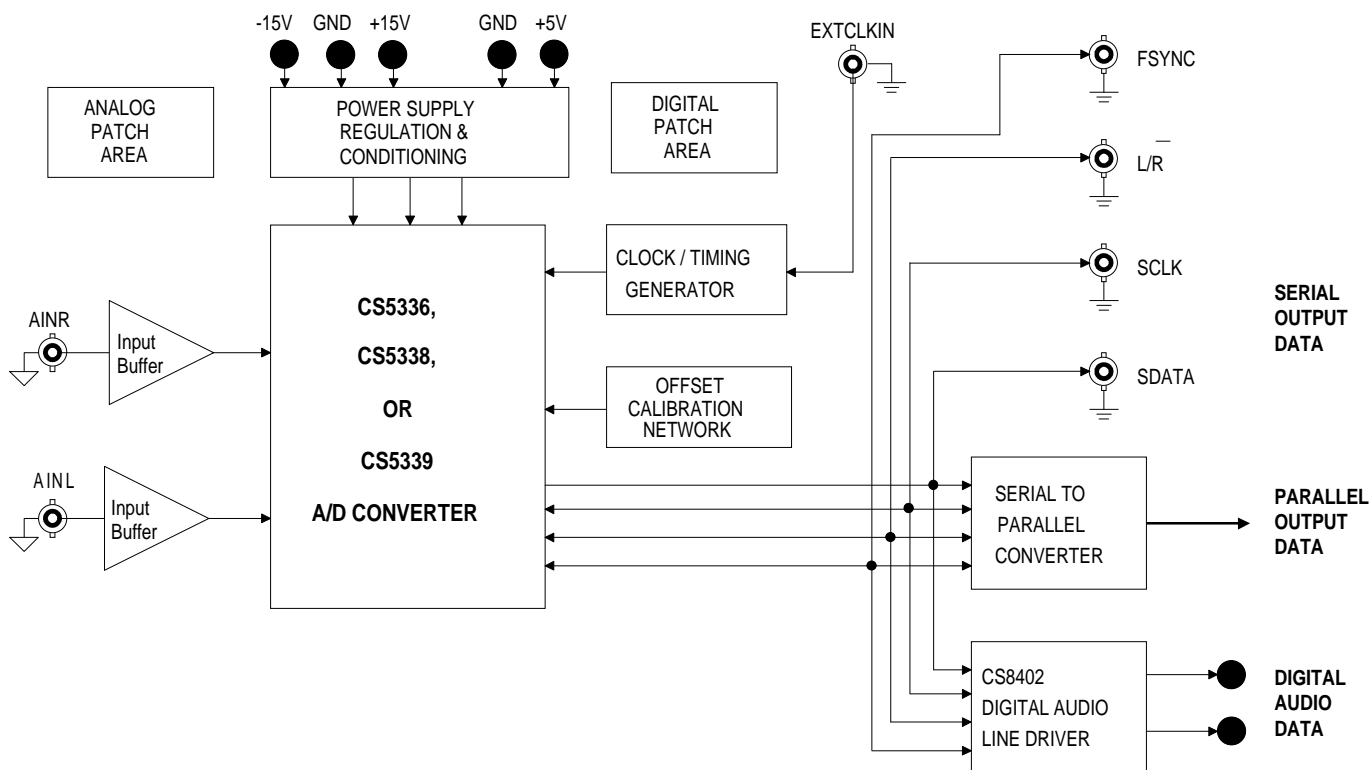 -15V GND +15V GND +5V
EXTCLKIN
FSYNC
ANALOG
PATCH
AREA
POWER SUPPLY
REGULATION &
CONDITIONING
DIGITAL
PATCH
AREA
L/R̅
CLOCK / TIMING
GENERATOR
SCLK
SERIAL
OUTPUT
DATA
AINR
Input
Buffer
CS5336,
CS5338,
OR
CS5339
A/D CONVERTER
OFFSET
CALIBRATION
NETWORK
SDATA
AINL
Input
Buffer
SERIAL TO
PARALLEL
CONVERTER
PARALLEL
OUTPUT
DATA
CS8402
DIGITAL AUDIO
LINE DRIVER
DIGITAL
AUDIO
DATA